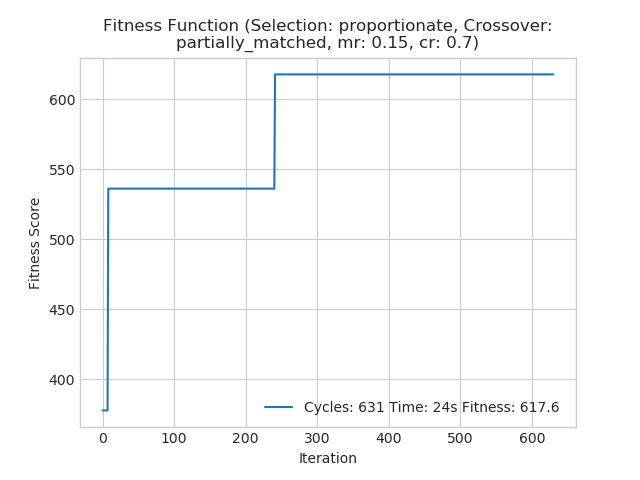 Fitness Function (Selection: proportionate, Crossover:
partially_matched, mr: 0.15, cr: 0.7)
Fitness Score
600
550
500
450
400
Cycles: 631 Time: 24s Fitness: 617.6
0 100 200 300 400 500 600
Iteration